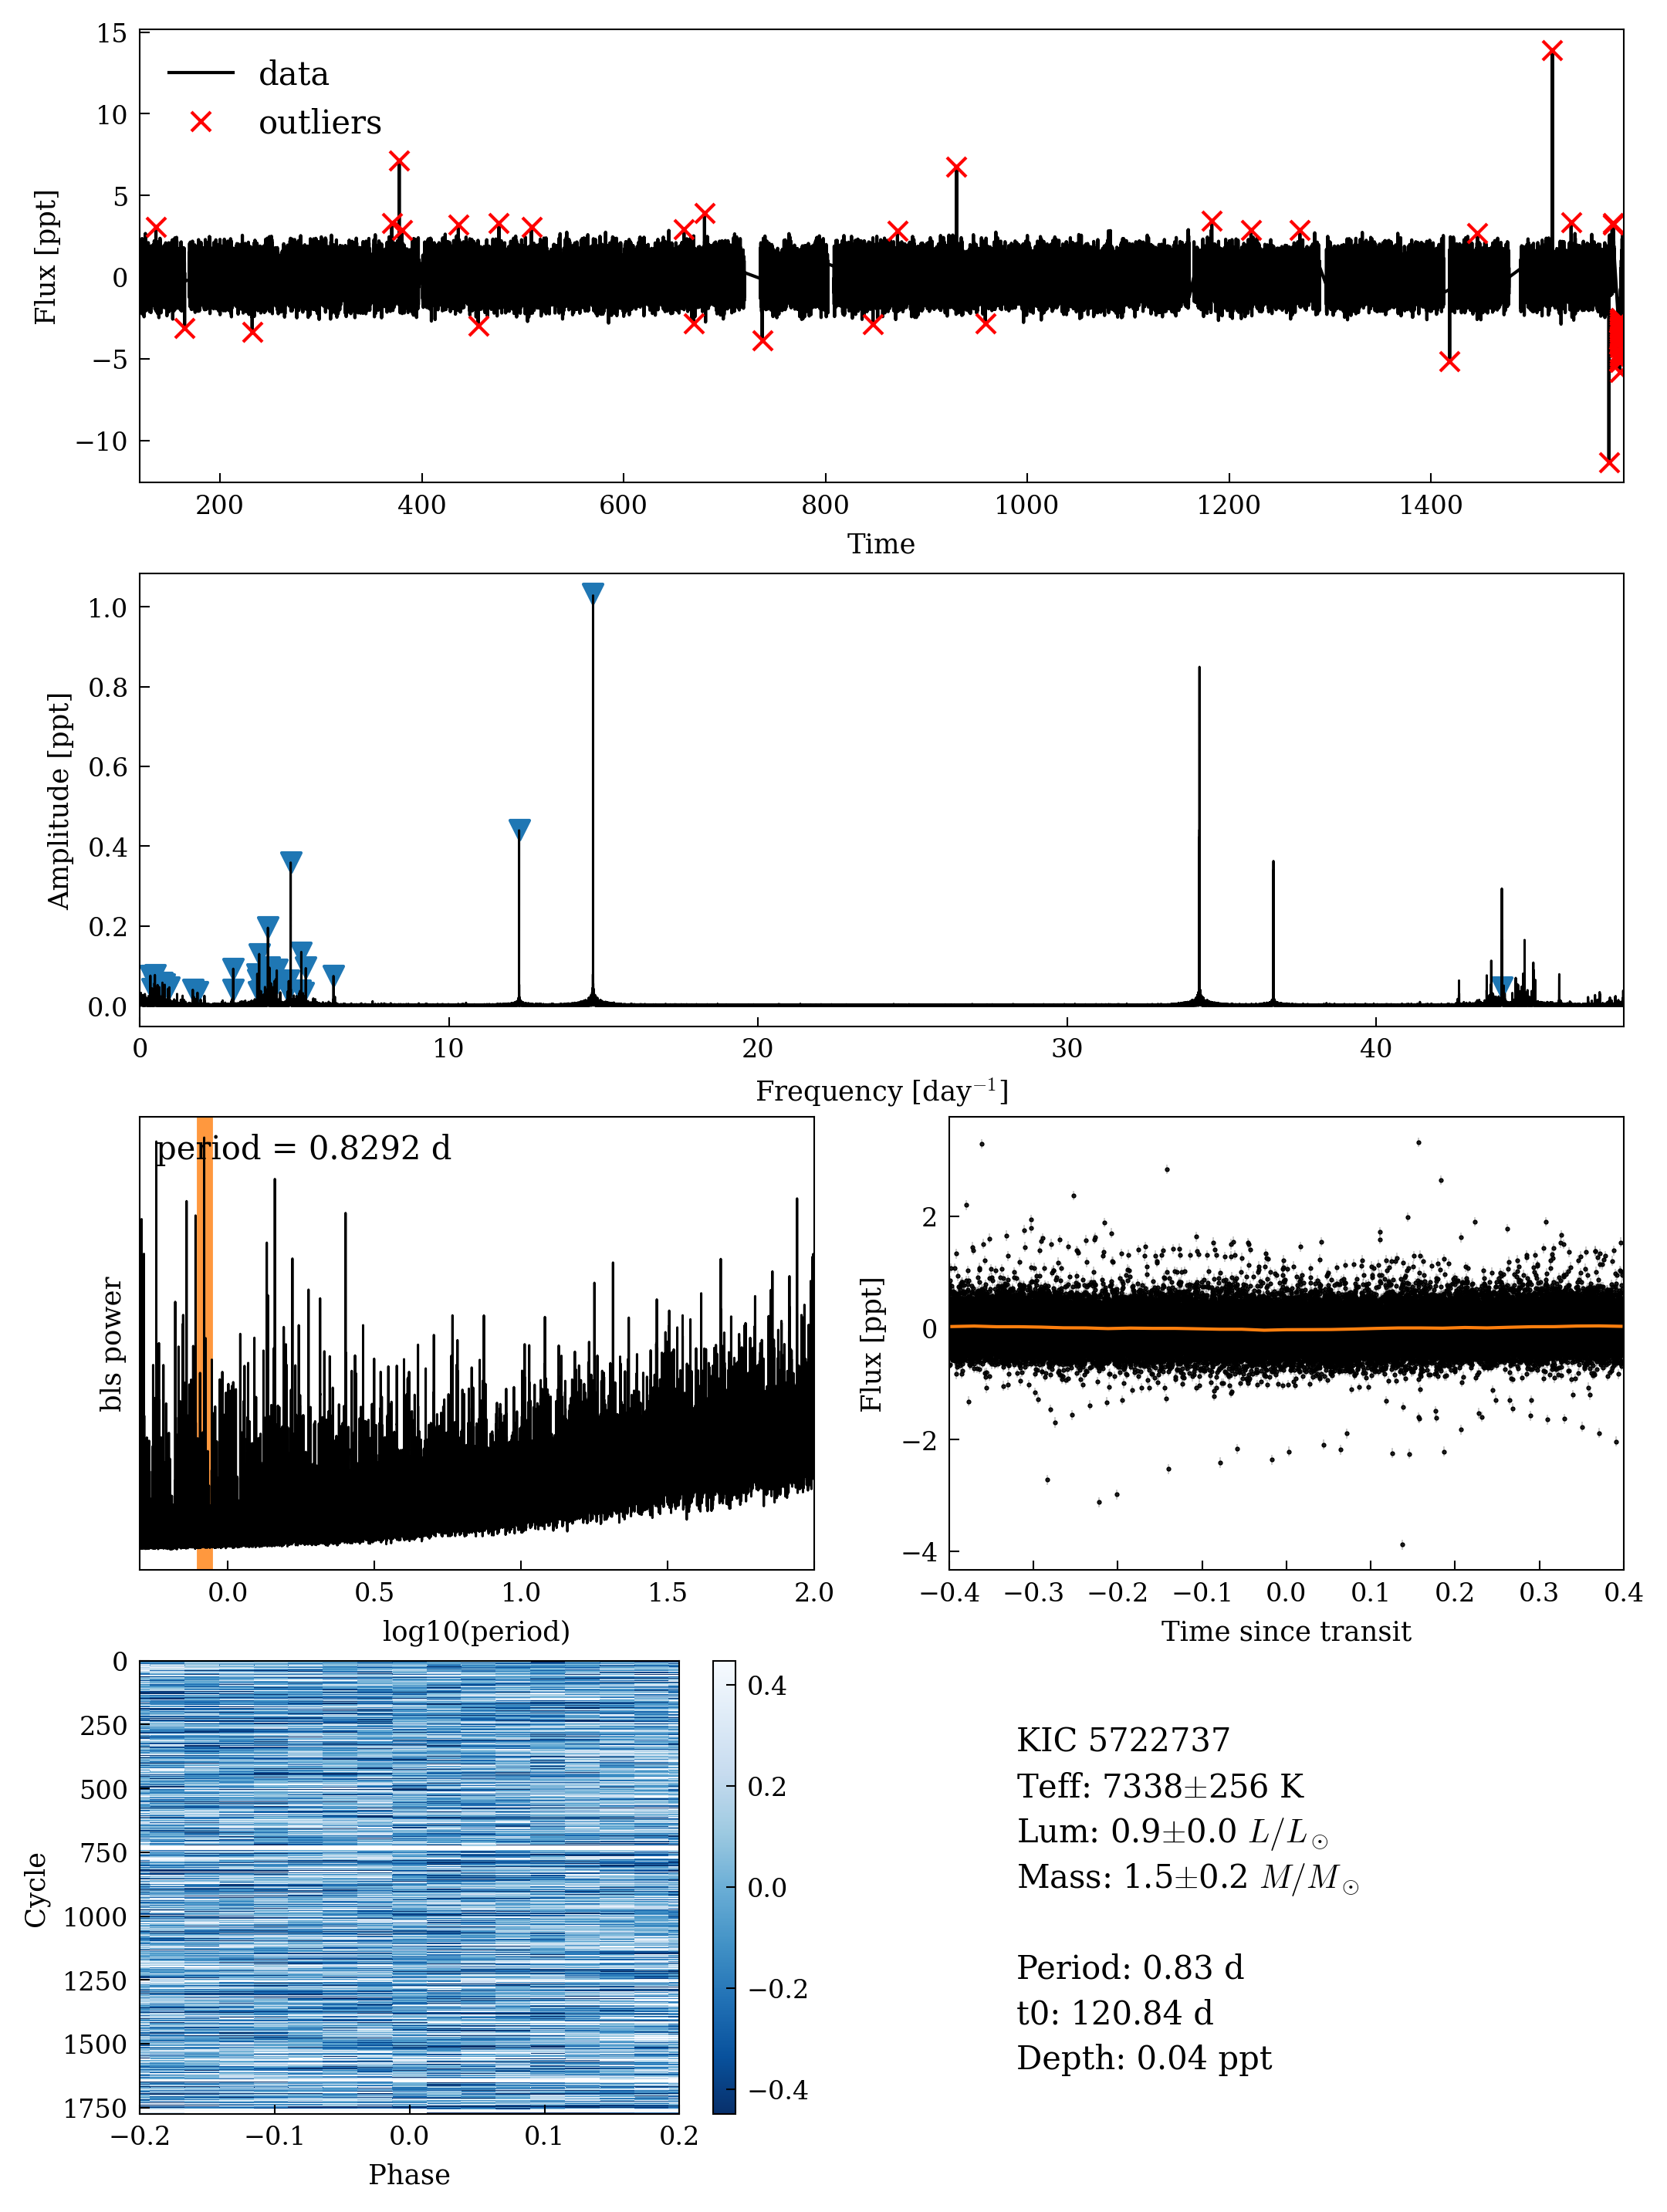 15
10
5
0
−5
−10
Flux [ppt]
data
outliers
200 400 600 800 1000 1200 1400
Time
1.0
0.8
0.6
0.4
0.2
0.0
Amplitude [ppt]
0 10 20 30 40
Frequency [day⁻¹]
period = 0.8292 d
bls power
0.0 0.5 1.0 1.5 2.0
log10(period)
2
0
−2
−4
Flux [ppt]
−0.4 −0.3 −0.2 −0.1 0.0 0.1 0.2 0.3 0.4
Time since transit
0
250
500
750
1000
1250
1500
1750
Cycle
−0.2 −0.1 0.0 0.1 0.2
Phase
0.4
0.2
0.0
−0.2
−0.4
KIC 5722737
Teff: 7338±256 K
Lum: 0.9±0.0 L/L⊙
Mass: 1.5±0.2 M/M⊙
Period: 0.83 d
t0: 120.84 d
Depth: 0.04 ppt